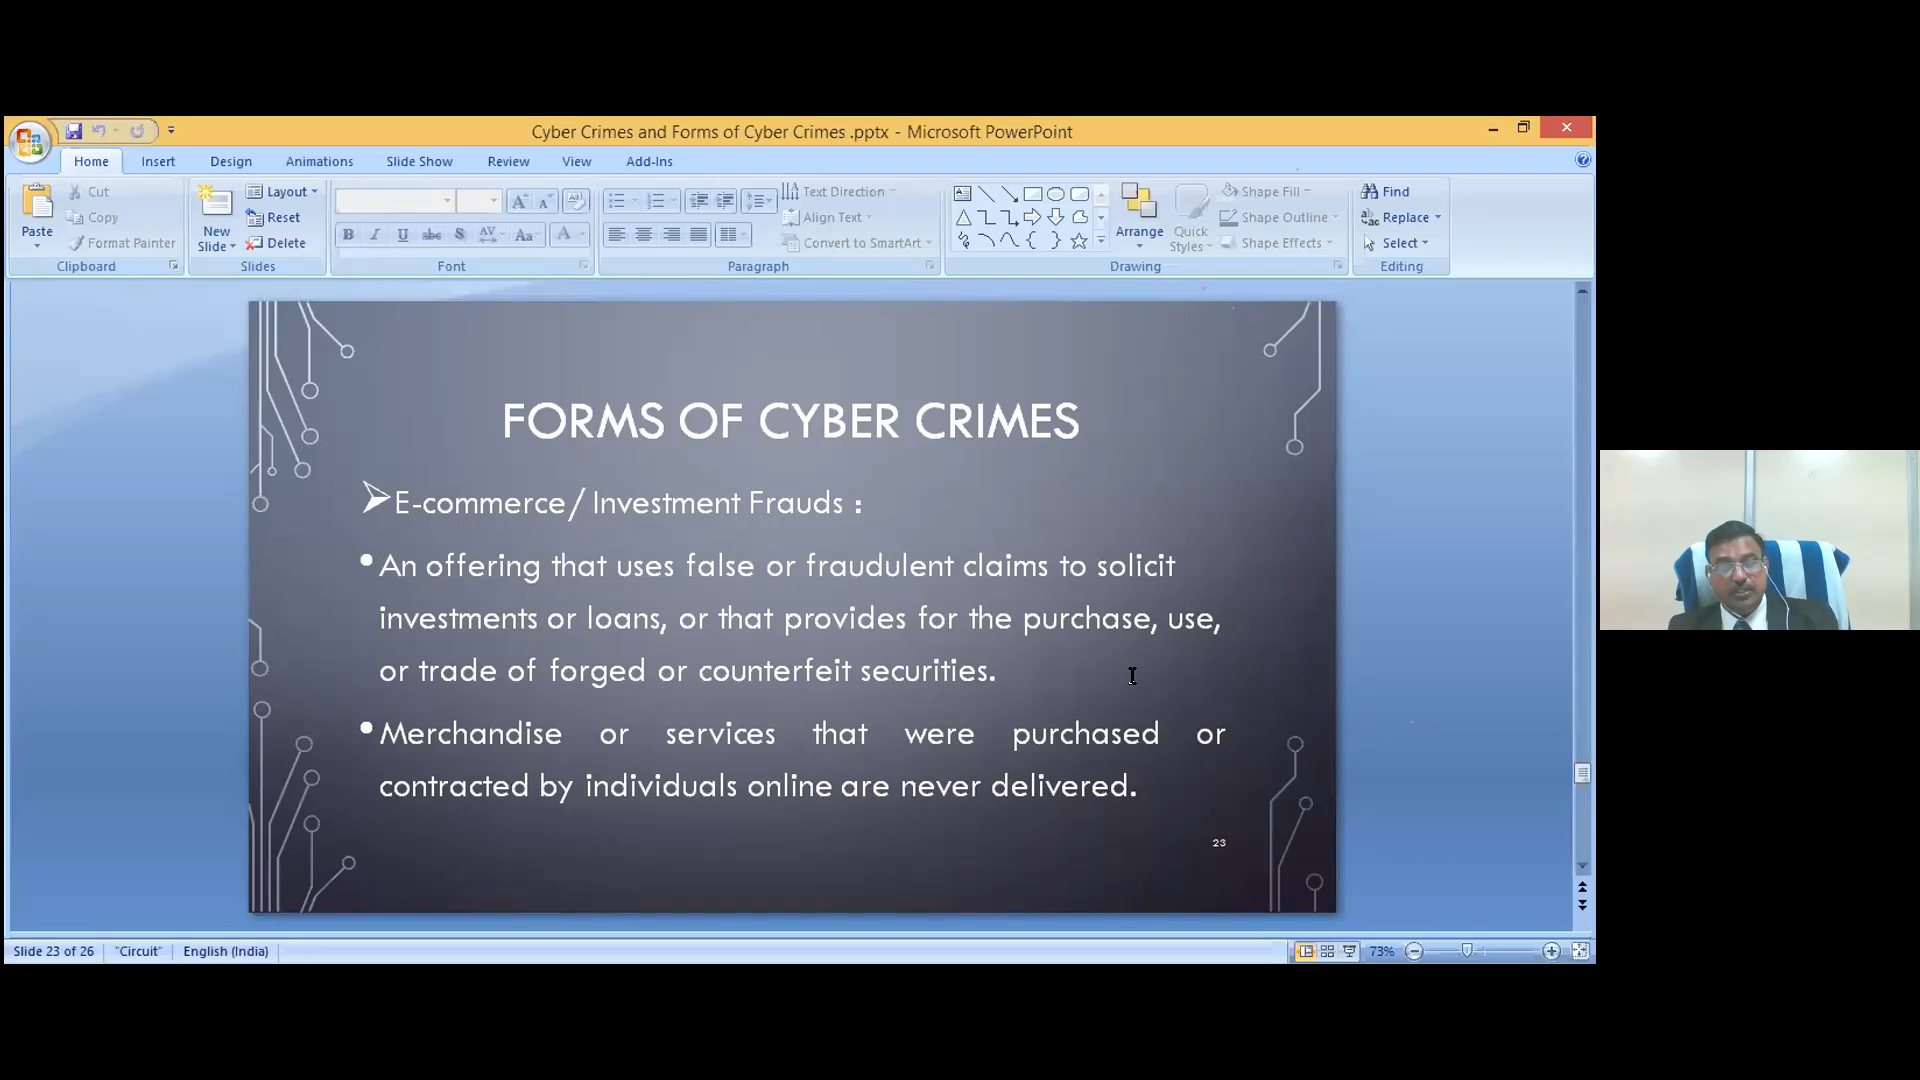 Cyber Crimes and Forms of Cyber Crimes .pptx - Microsoft PowerPoint
Home Insert Design Animations Slide Show Review View Add-Ins
Paste
Cut
Copy
Format Painter
Clipboard
New Slide
Layout
Reset
Delete
Slides
Font
Text Direction
Align Text
Convert to SmartArt
Paragraph
Arrange
Quick Styles
Shape Fill
Shape Outline
Shape Effects
Drawing
Find
Replace
Select
Editing
FORMS OF CYBER CRIMES
E-commerce/ Investment Frauds :
An offering that uses false or fraudulent claims to solicit
investments or loans, or that provides for the purchase, use,
or trade of forged or counterfeit securities.
Merchandise or services that were purchased or
contracted by individuals online are never delivered.
23
Slide 23 of 26 "Circuit" English (India) 73%